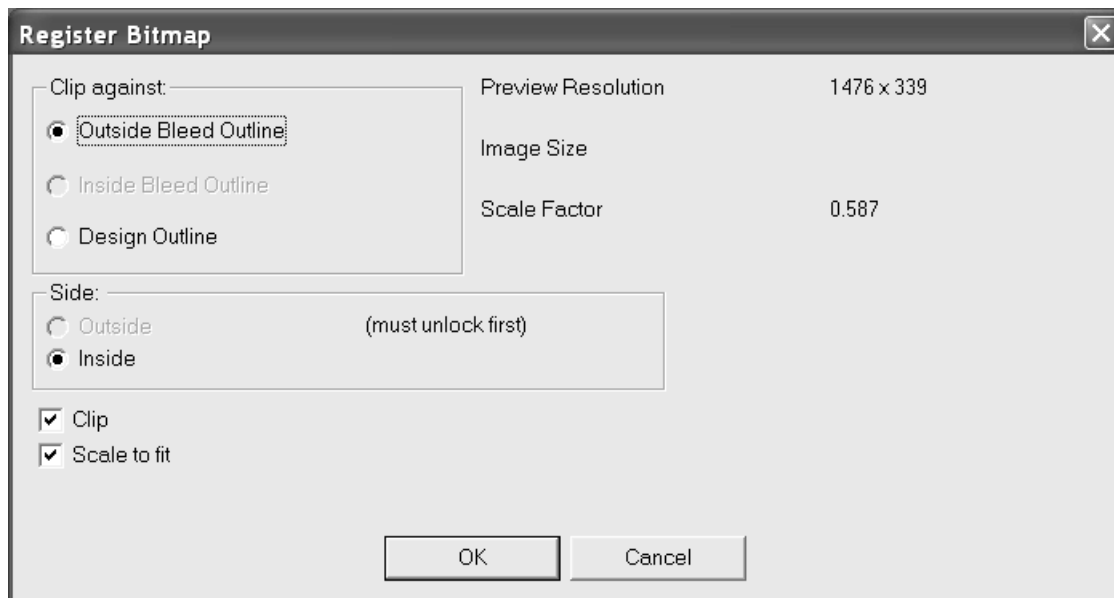 Register Bitmap
Clip against:
Outside Bleed Outline
Inside Bleed Outline
Design Outline
Preview Resolution 1476 x 339
Image Size
Scale Factor 0.587
Side:
Outside (must unlock first)
Inside
Clip
Scale to fit
OK Cancel